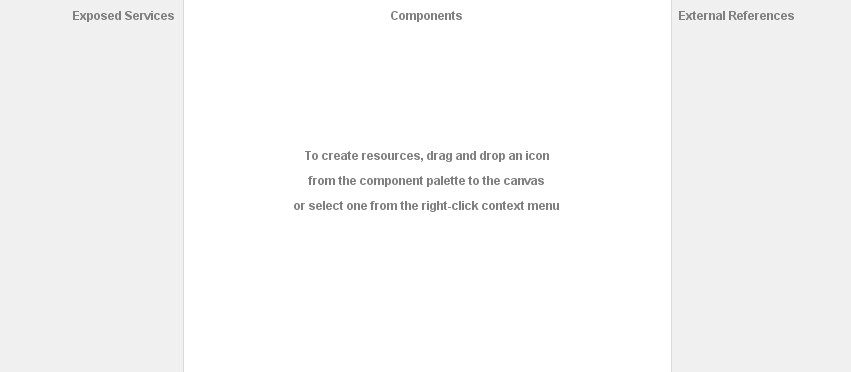 Exposed Services
Components
External References
To create resources, drag and drop an icon
from the component palette to the canvas
or select one from the right-click context menu